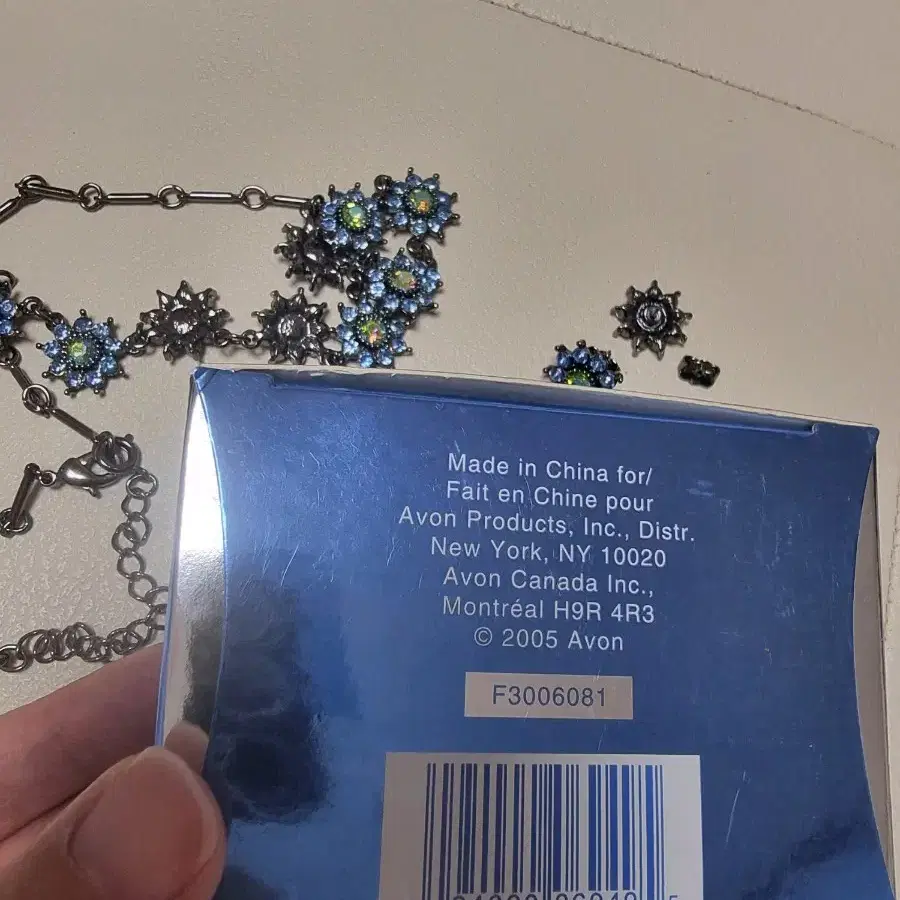 Made in China for/
Fait en Chine pour
Avon Products, Inc., Distr.
New York, NY 10020
Avon Canada Inc.,
Montréal H9R 4R3
© 2005 Avon
F3006081